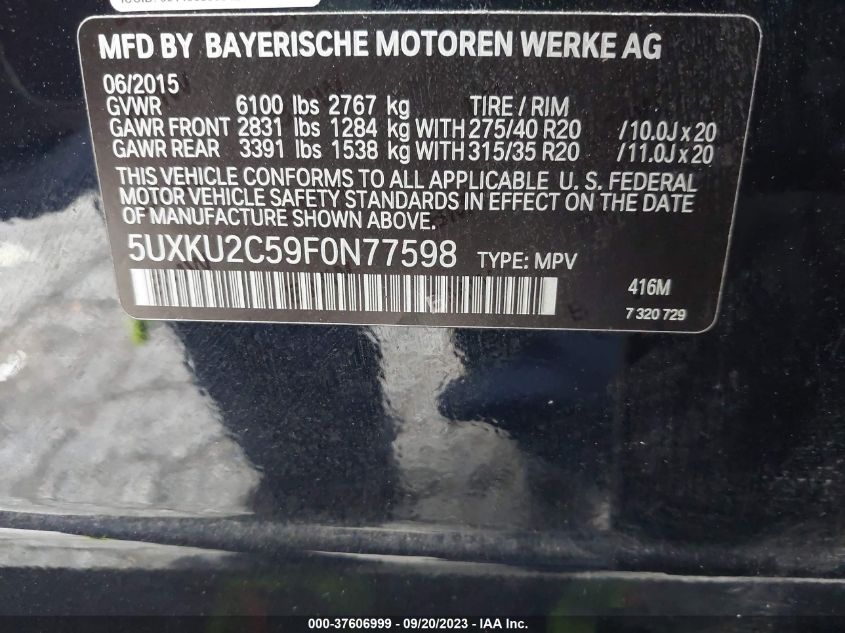 MFD BY BAYERISCHE MOTOREN WERKE AG
06/2015
GVWR 6100 lbs 2767 kg TIRE / RIM
GAWR FRONT 2831 lbs 1284 kg WITH 275/40 R20 /10.0J x 20
GAWR REAR 3391 lbs 1538 kg WITH 315/35 R20 /11.0J x 20
THIS VEHICLE CONFORMS TO ALL APPLICABLE U. S. FEDERAL
MOTOR VEHICLE SAFETY STANDARDS IN EFFECT ON THE DATE
OF MANUFACTURE SHOWN ABOVE.
5UXKU2C59F0N77598 TYPE: MPV
416M
7 320 729
000-37606999 - 09/20/2023 - IAA Inc.